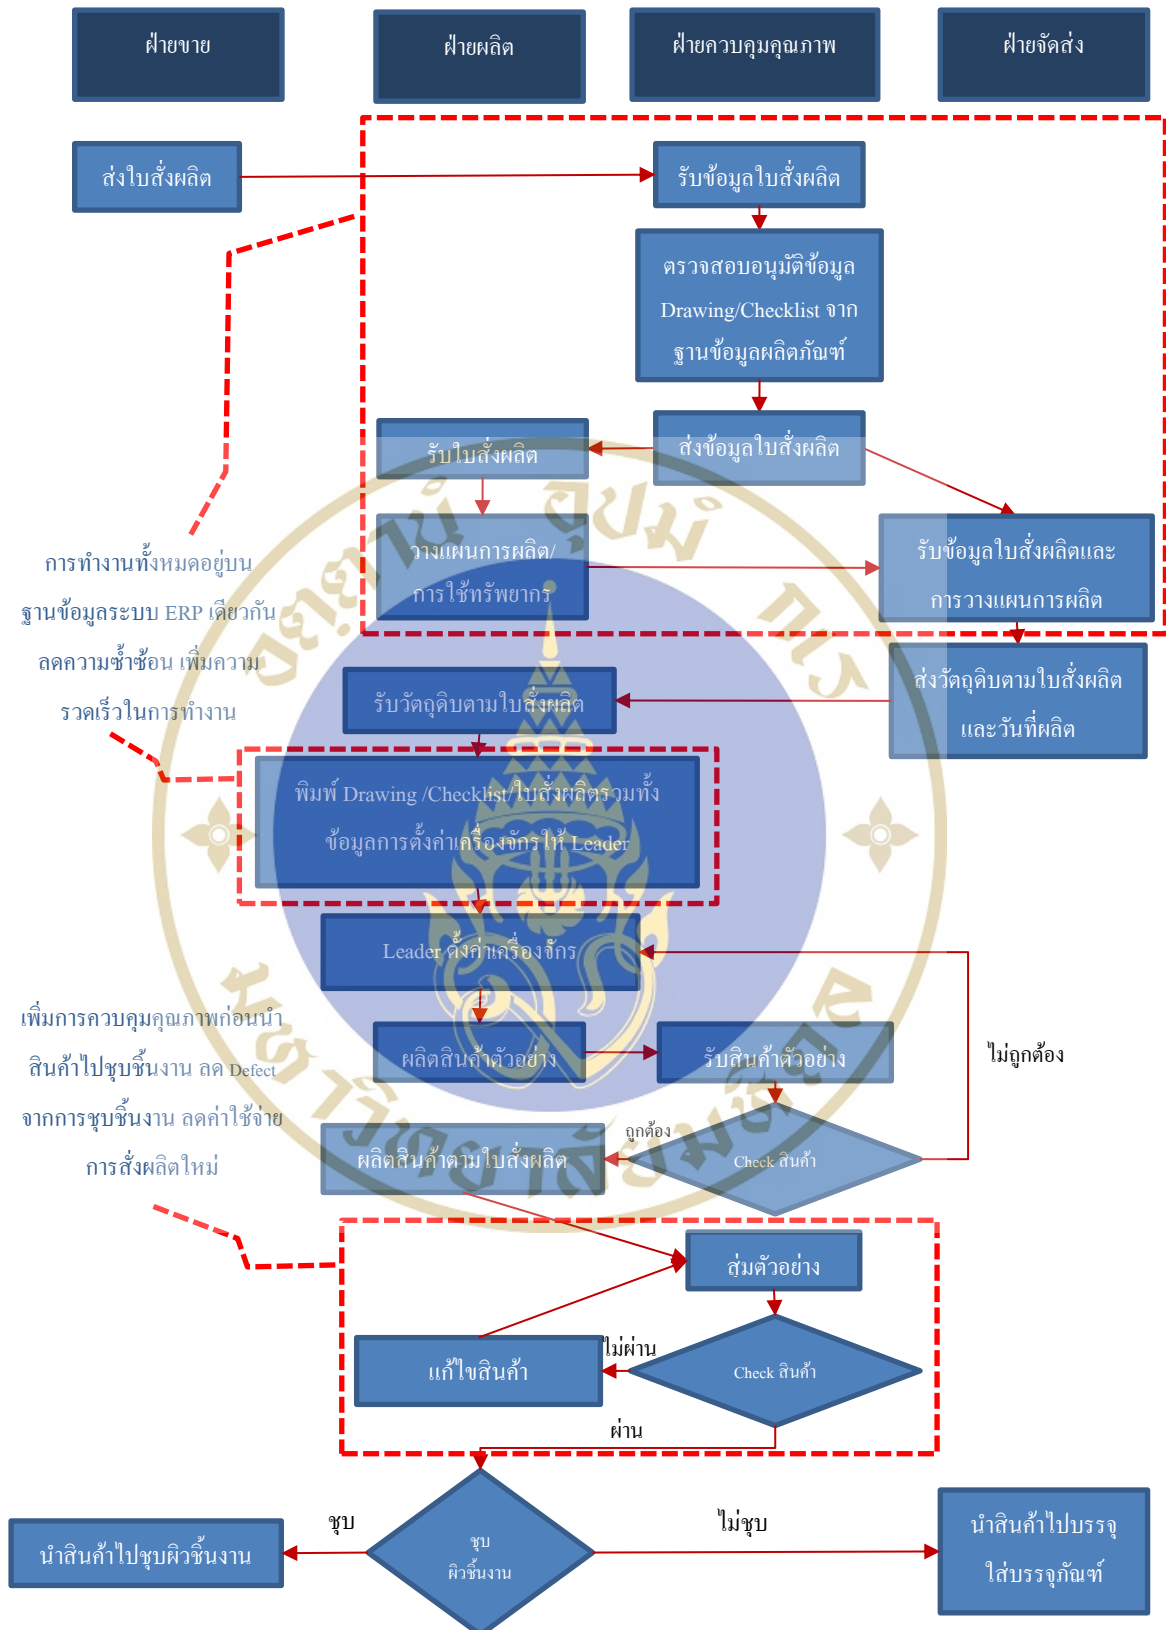 ฝ่ายขาย
ฝ่ายผลิต
ฝ่ายควบคุมคุณภาพ
ฝ่ายจัดส่ง
ส่งใบสั่งผลิต
รับข้อมูลใบสั่งผลิต
ตรวจสอบอนุมัติข้อมูล
Drawing/Checklist จาก
ฐานข้อมูลผลิตภัณฑ์
รับใบสั่งผลิต
ส่งข้อมูลใบสั่งผลิต
วางแผนการผลิต/
การใช้ทรัพยากร
รับข้อมูลใบสั่งผลิตและ
การวางแผนการผลิต
การทำงานทั้งหมดอยู่บน
ฐานข้อมูลระบบ ERP เดียวกัน
ลดความซ้ำซ้อน เพิ่มความ
รวดเร็วในการทำงาน
รับวัตถุดิบตามใบสั่งผลิต
ส่งวัตถุดิบตามใบสั่งผลิต
และวันที่ผลิต
พิมพ์ Drawing /Checklist/ใบสั่งผลิตรวมทั้ง
ข้อมูลการตั้งค่าเครื่องจักรให้ Leader
Leader ตั้งค่าเครื่องจักร
เพิ่มการควบคุมคุณภาพก่อนนำ
สินค้าไปชุบชิ้นงาน ลด Defect
จากการชุบชิ้นงาน ลดค่าใช้จ่าย
การสั่งผลิตใหม่
ผลิตสินค้าตัวอย่าง
รับสินค้าตัวอย่าง
ไม่ถูกต้อง
ถูกต้อง
ผลิตสินค้าตามใบสั่งผลิต
Check สินค้า
สุ่มตัวอย่าง
ไม่ผ่าน
แก้ไขสินค้า
Check สินค้า
ผ่าน
ชุบ
ไม่ชุบ
นำสินค้าไปชุบผิวชิ้นงาน
ชุบ
ผิวชิ้นงาน
นำสินค้าไปบรรจุ
ใส่บรรจุภัณฑ์
อตฺตานํ อุปมํ กเร
มหาวิทยาลัยมหิดล